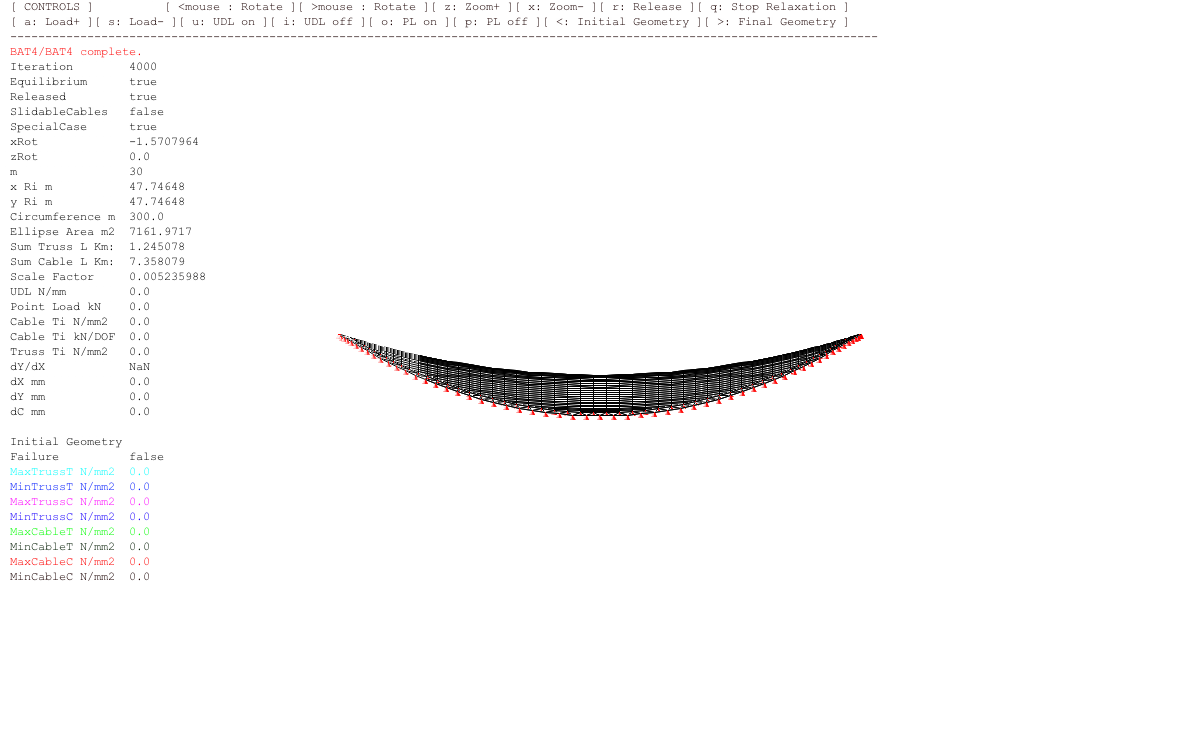 [ CONTROLS ] [ <mouse : Rotate ][ >mouse : Rotate ][ z: Zoom+ ][ x: Zoom- ][ r: Release ][ q: Stop Relaxation ]
[ a: Load+ ][ s: Load- ][ u: UDL on ][ i: UDL off ][ o: PL on ][ p: PL off ][ <: Initial Geometry ][ >: Final Geometry ]
----------------------------------------------------------------------------------------------------------------------------
BAT4/BAT4 complete.
Iteration 4000
Equilibrium true
Released true
SlidableCables false
SpecialCase true
xRot -1.5707964
zRot 0.0
m 30
x Ri m 47.74648
y Ri m 47.74648
Circumference m 300.0
Ellipse Area m2 7161.9717
Sum Truss L Km: 1.245078
Sum Cable L Km: 7.358079
Scale Factor 0.005235988
UDL N/mm 0.0
Point Load kN 0.0
Cable Ti N/mm2 0.0
Cable Ti kN/DOF 0.0
Truss Ti N/mm2 0.0
dY/dX NaN
dX mm 0.0
dY mm 0.0
dC mm 0.0
Initial Geometry
Failure false
MaxTrussT N/mm2 0.0
MinTrussT N/mm2 0.0
MaxTrussC N/mm2 0.0
MinTrussC N/mm2 0.0
MaxCableT N/mm2 0.0
MinCableT N/mm2 0.0
MaxCableC N/mm2 0.0
MinCableC N/mm2 0.0